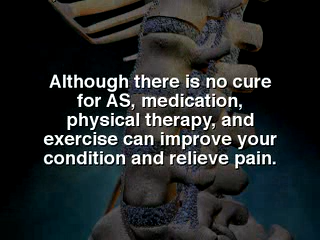 Although there is no cure
for AS, medication,
physical therapy, and
exercise can improve your
condition and relieve pain.